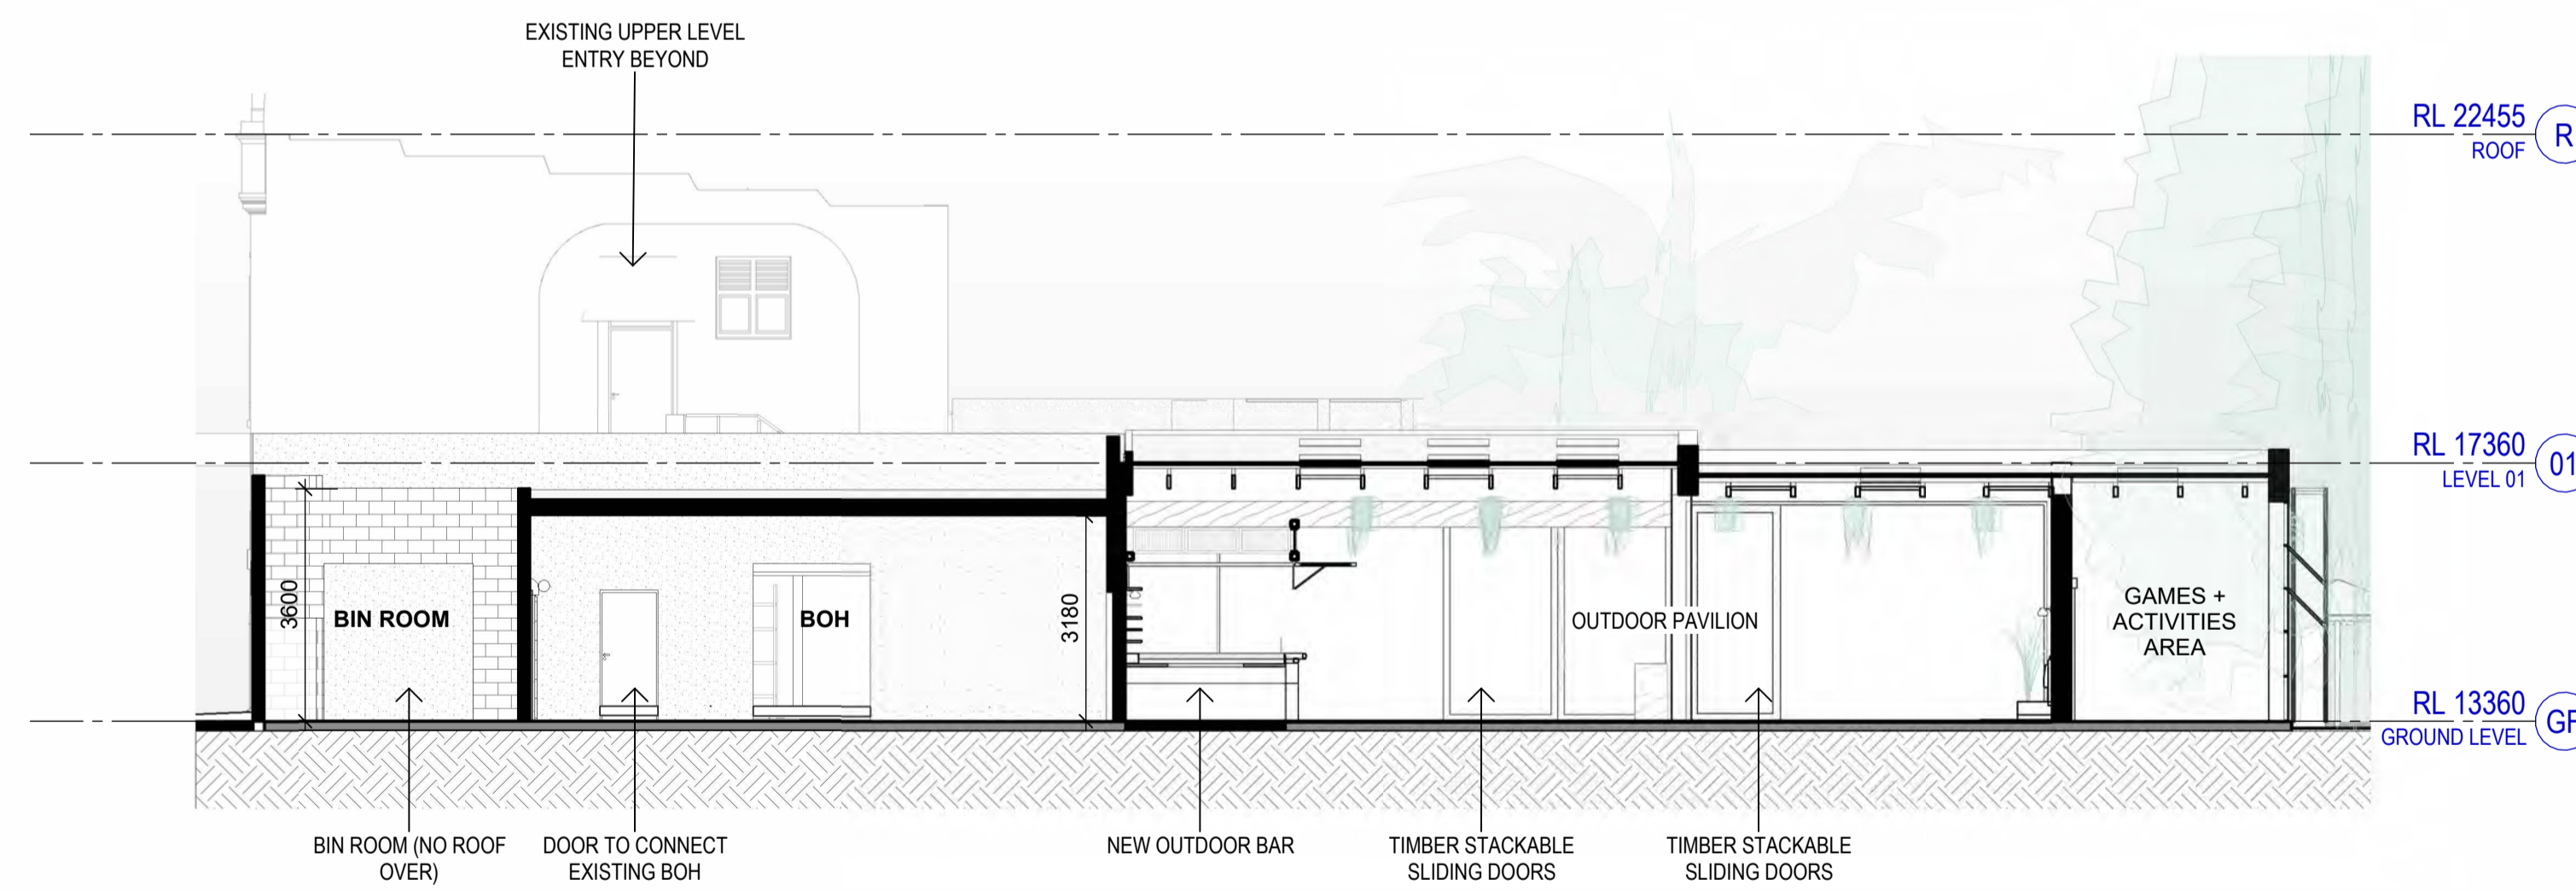 EXISTING UPPER LEVEL
ENTRY BEYOND
RL 22455
ROOF
R
RL 17360
LEVEL 01
01
3600
BIN ROOM
BOH
3180
OUTDOOR PAVILION
GAMES +
ACTIVITIES
AREA
RL 13360
GROUND LEVEL
GF
BIN ROOM (NO ROOF
OVER)
DOOR TO CONNECT
EXISTING BOH
NEW OUTDOOR BAR
TIMBER STACKABLE
SLIDING DOORS
TIMBER STACKABLE
SLIDING DOORS